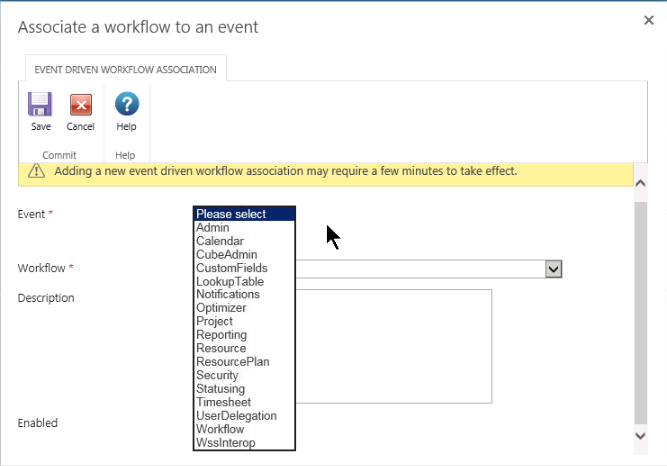 Associate a workflow to an event
EVENT DRIVEN WORKFLOW ASSOCIATION
Save Cancel Help
Commit Help
Adding a new event driven workflow association may require a few minutes to take effect.
Event * Please select
Admin
Calendar
CubeAdmin
Workflow * CustomFields
LookupTable
Description Notifications
Optimizer
Project
Reporting
Resource
ResourcePlan
Security
Statusing
Timesheet
UserDelegation
Enabled Workflow
WssInterop